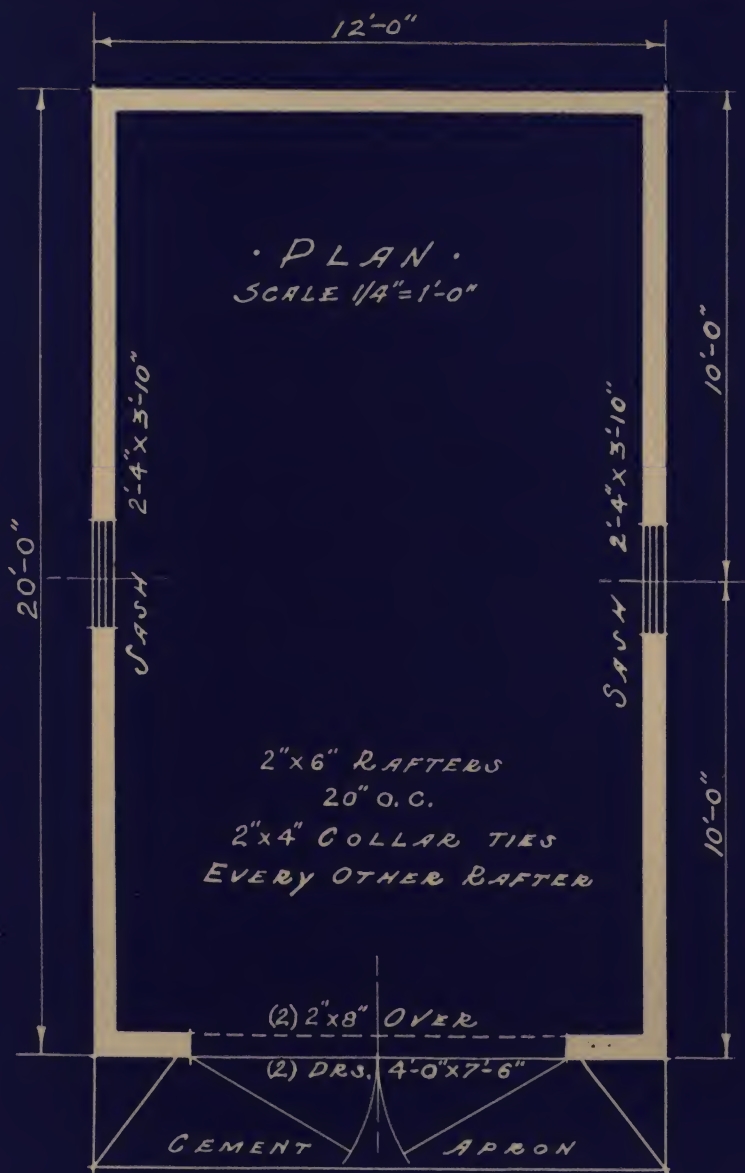 12'-0"
· PLAN ·
SCALE 1/4"=1'-0"
20'-0"
SASH 2'-4" X 3'-10"
SASH 2'-4" X 3'-10"
10'-0"
10'-0"
2"x6" RAFTERS
20" O.C.
2"x4" COLLAR TIES
EVERY OTHER RAFTER
(2) 2"x8" OVER
(2) DRS. 4'-0"x7'-6"
CEMENT APRON